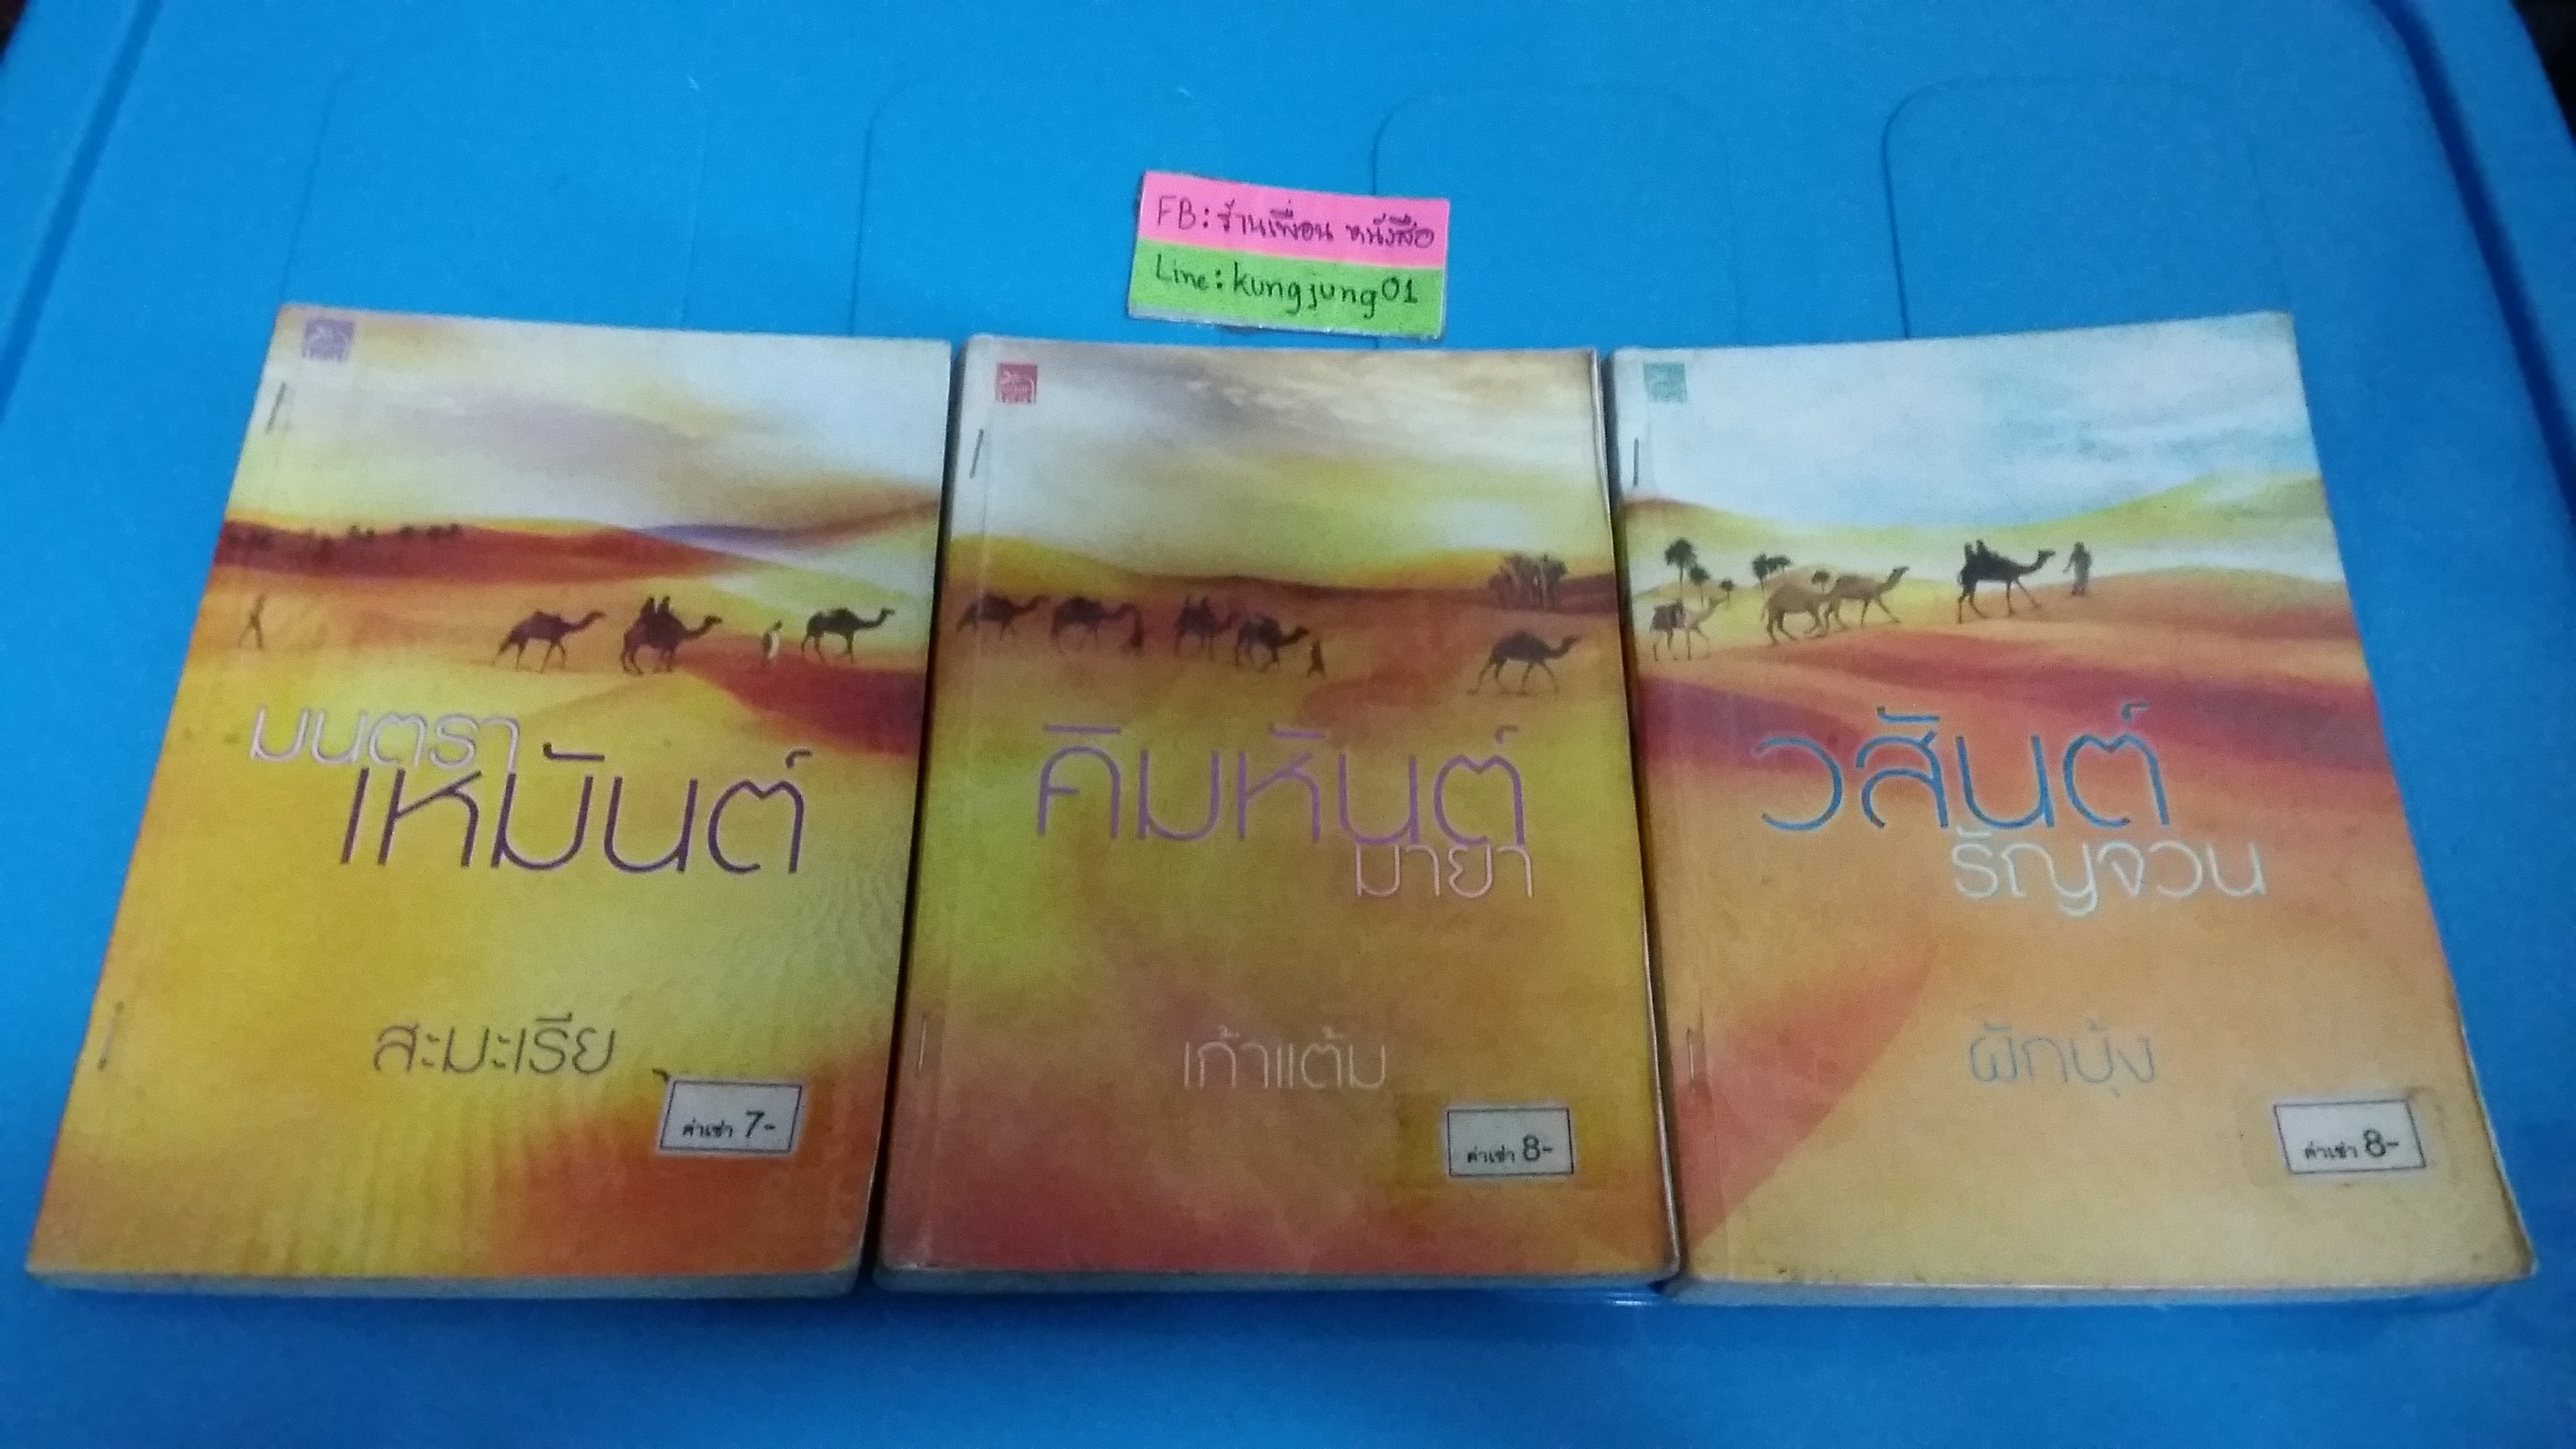 FB: ร้านเพื่อน หนังสือ
Line: kungjung01
มนตรา
เหมันต์
สะมะเรีย
ค่าเช่า 7-
คิมหันต์
มายา
เก้าแต้ม
ค่าเช่า 8-
วสันต์
รัญจวน
ผักบุ้ง
ค่าเช่า 8-